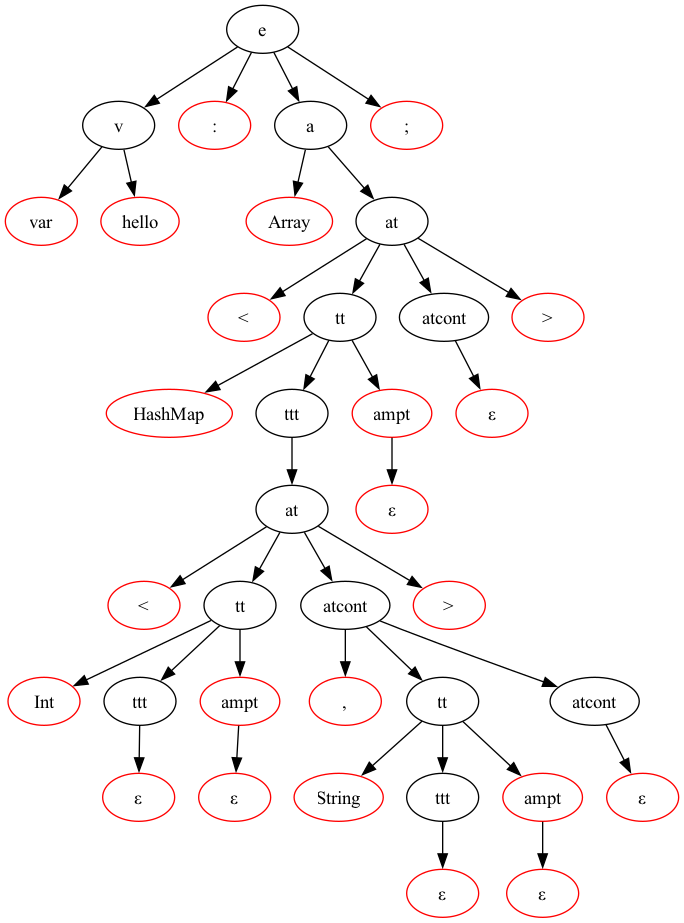 e
v : a ;
var hello Array at
< tt atcont >
HashMap ttt ampt ε
at ε
< tt atcont >
Int ttt ampt , tt atcont
ε ε String ttt ampt ε
ε ε